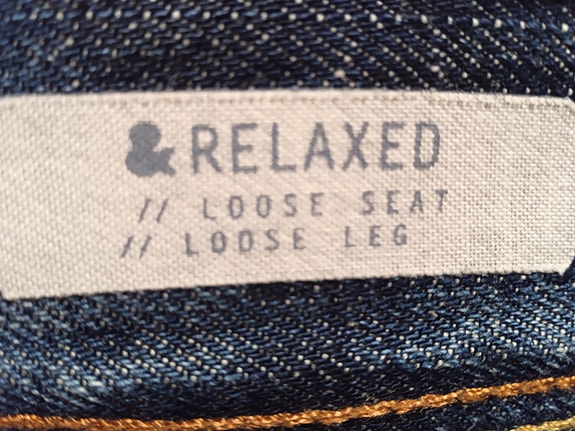 & RELAXED
// LOOSE SEAT
// LOOSE LEG